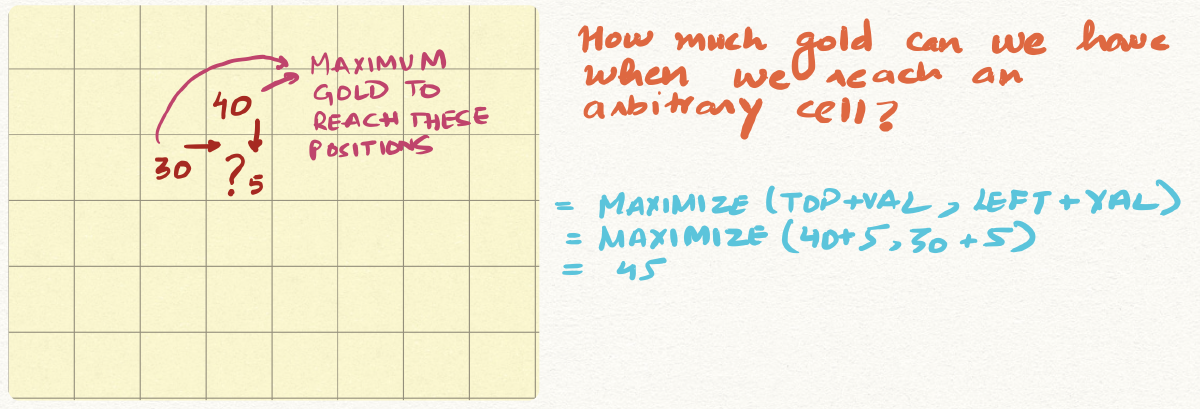 MAXIMUM
GOLD TO
REACH THESE
POSITIONS
40
30
?
5
How much gold can we have
when we reach an
arbitrary cell?
= MAXIMIZE (TOP+VAL, LEFT+VAL)
= MAXIMIZE (40+5, 30+5)
= 45